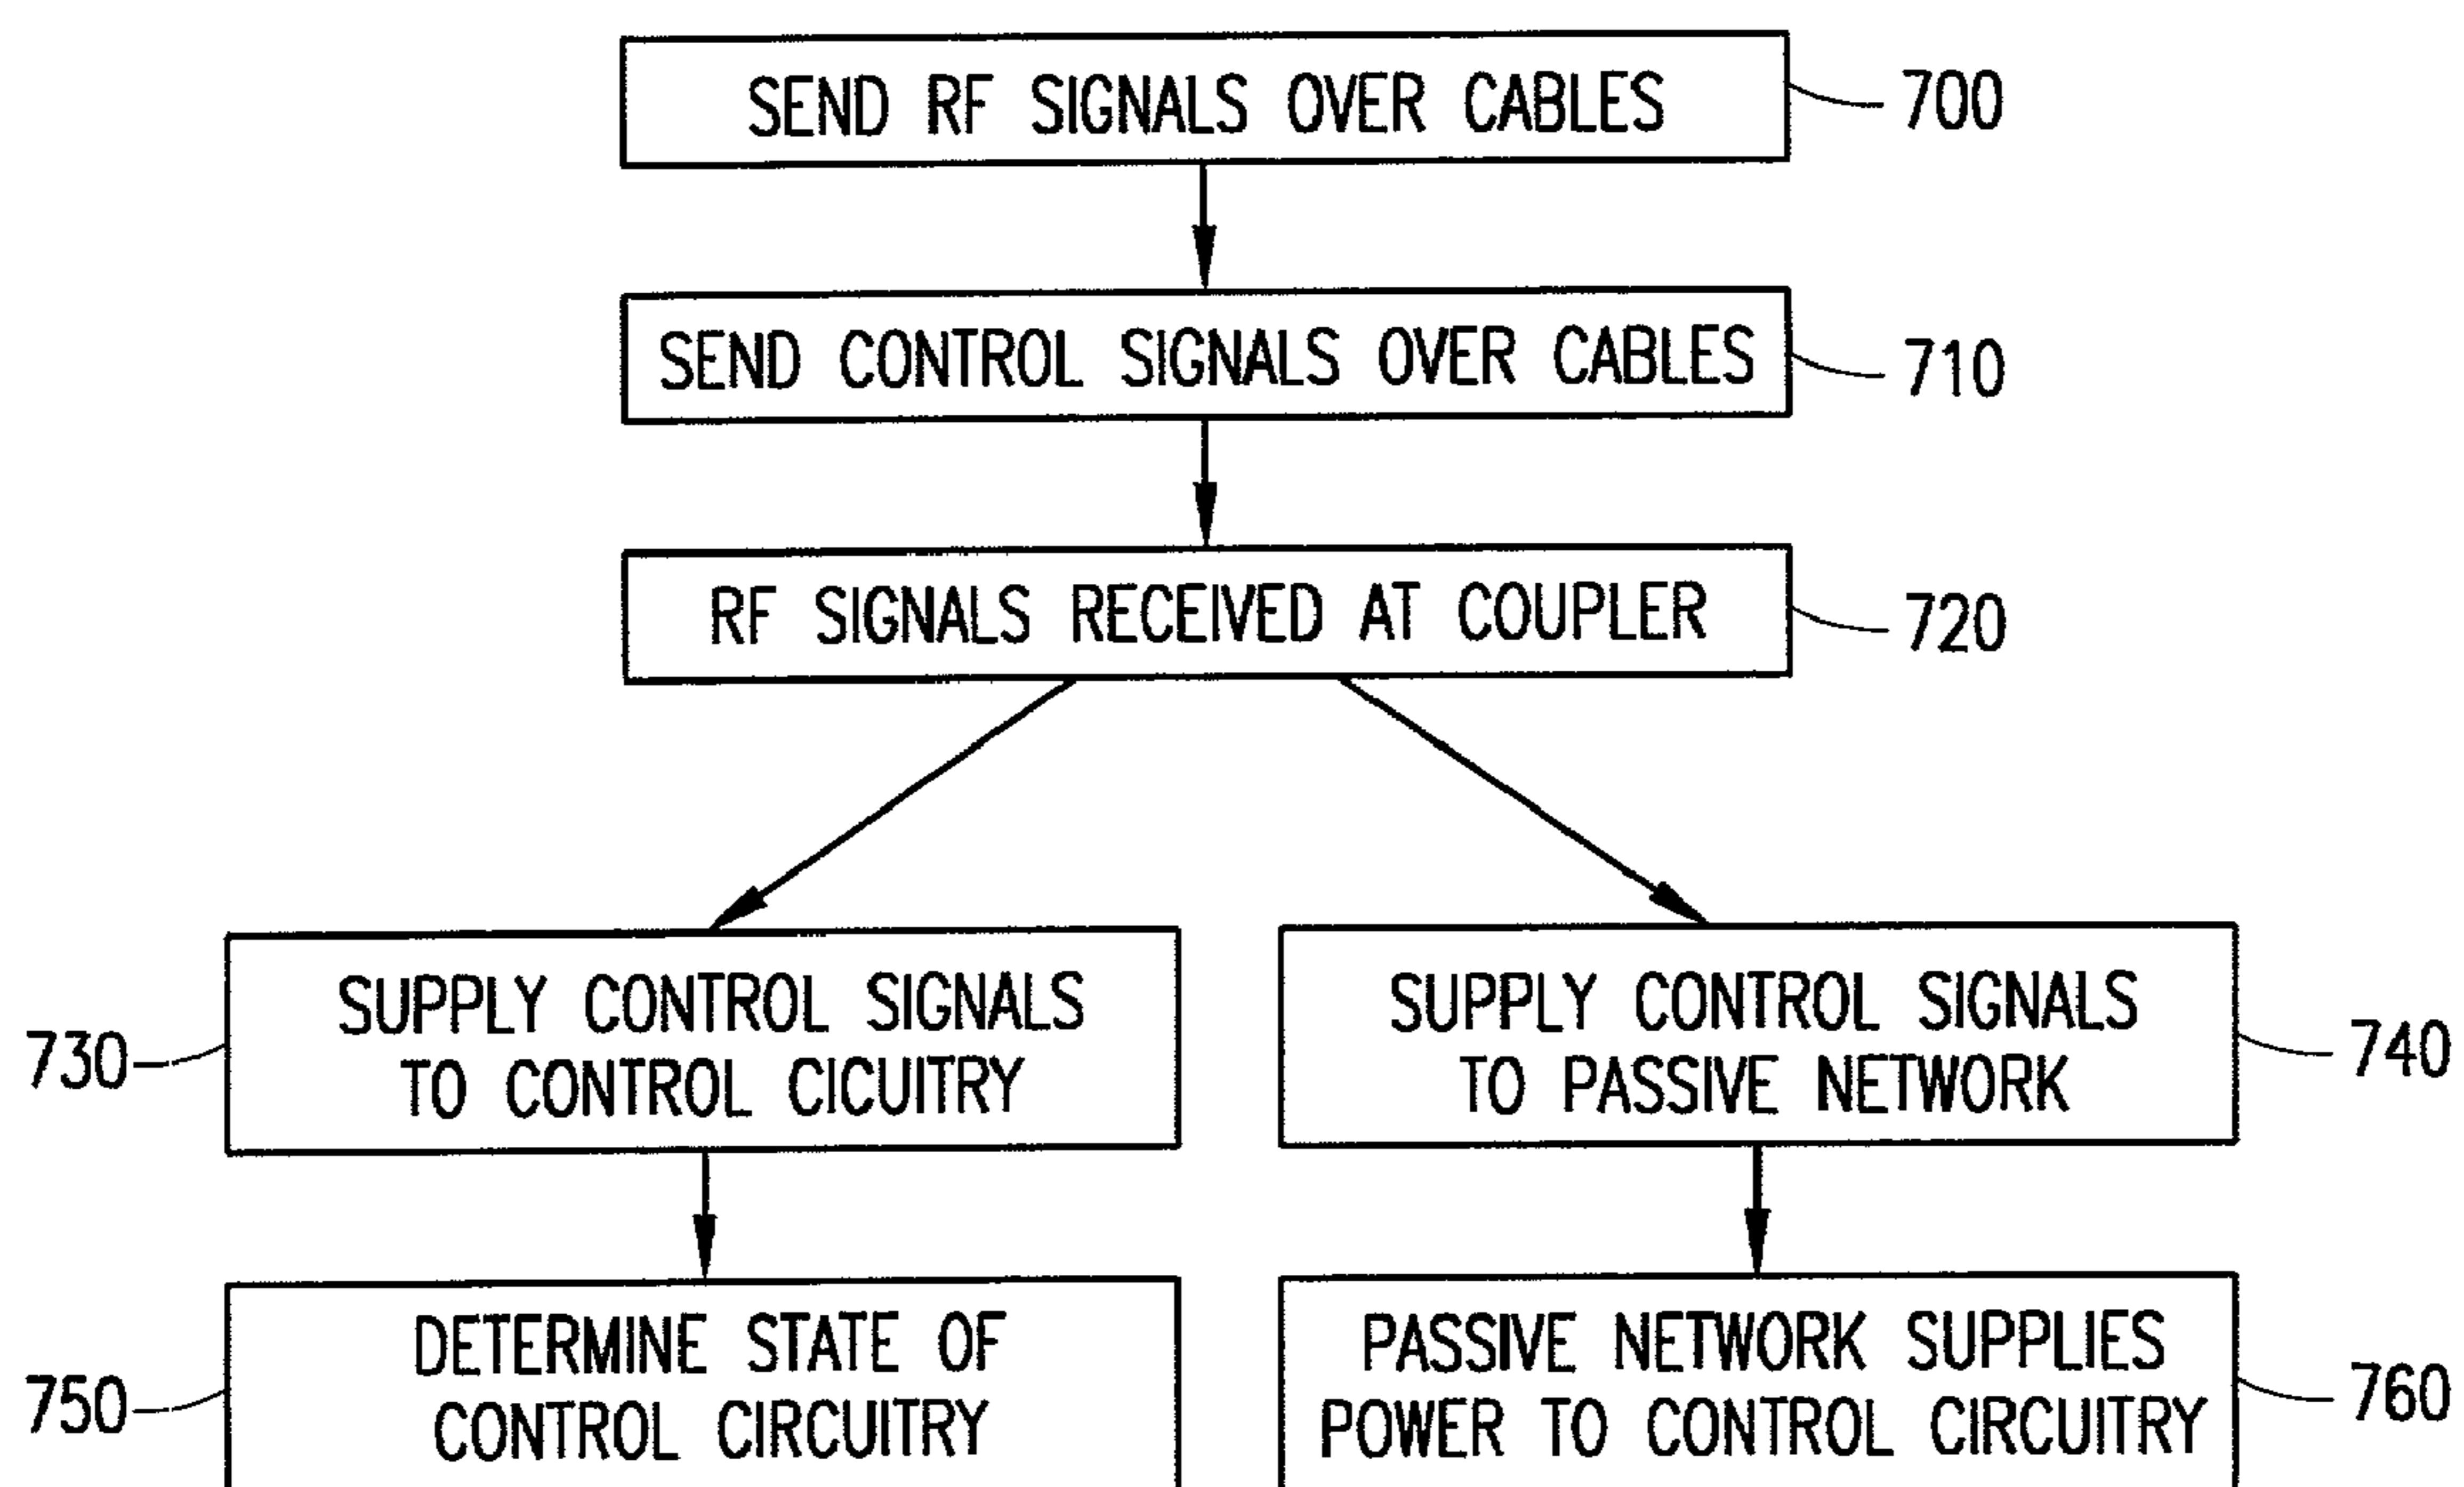 SEND RF SIGNALS OVER CABLES
700
SEND CONTROL SIGNALS OVER CABLES
710
RF SIGNALS RECEIVED AT COUPLER
720
730
SUPPLY CONTROL SIGNALS
TO CONTROL CICUITRY
SUPPLY CONTROL SIGNALS
TO PASSIVE NETWORK
740
750
DETERMINE STATE OF
CONTROL CIRCUITRY
PASSIVE NETWORK SUPPLIES
POWER TO CONTROL CIRCUITRY
760